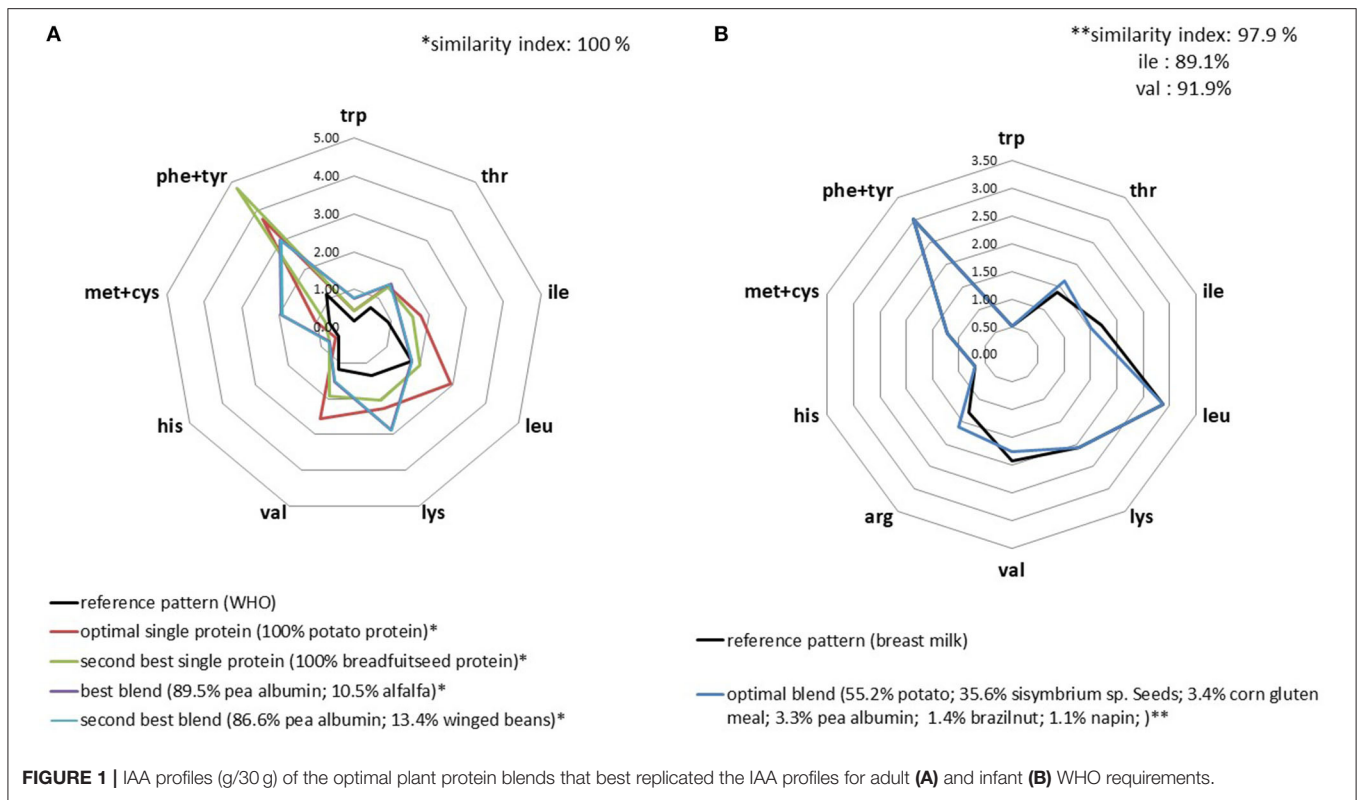 A
*similarity index: 100 %
trp
5.00
4.00
3.00
2.00
1.00
0.00
thr
ile
leu
lys
val
his
met+cys
phe+tyr
reference pattern (WHO)
optimal single protein (100% potato protein)*
second best single protein (100% breadfuitseed protein)*
best blend (89.5% pea albumin; 10.5% alfalfa)*
second best blend (86.6% pea albumin; 13.4% winged beans)*
B
**similarity index: 97.9 %
ile : 89.1%
val : 91.9%
trp
3.50
3.00
2.50
2.00
1.50
1.00
0.50
0.00
thr
ile
leu
lys
val
arg
his
met+cys
phe+tyr
reference pattern (breast milk)
optimal blend (55.2% potato; 35.6% sisymbrium sp. Seeds; 3.4% corn gluten
meal; 3.3% pea albumin; 1.4% brazilnut; 1.1% napin; )**
FIGURE 1 | IAA profiles (g/30 g) of the optimal plant protein blends that best replicated the IAA profiles for adult (A) and infant (B) WHO requirements.